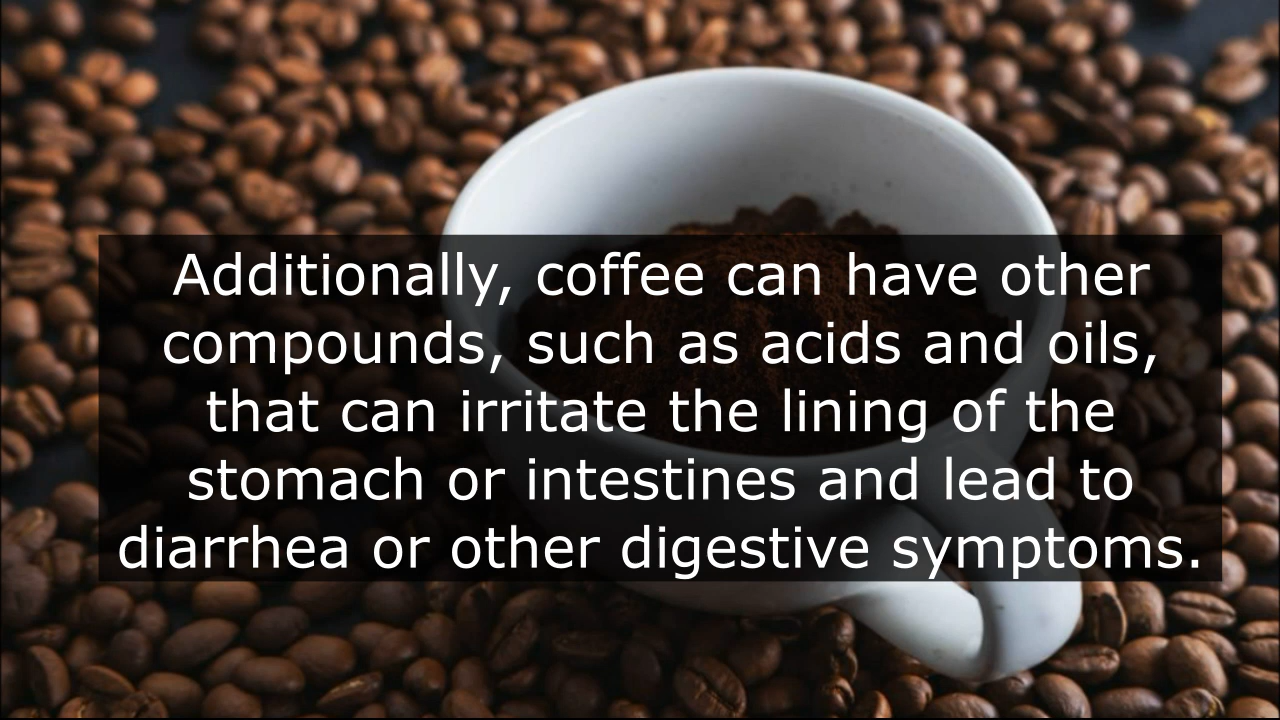 Additionally, coffee can have other
compounds, such as acids and oils,
that can irritate the lining of the
stomach or intestines and lead to
diarrhea or other digestive symptoms.